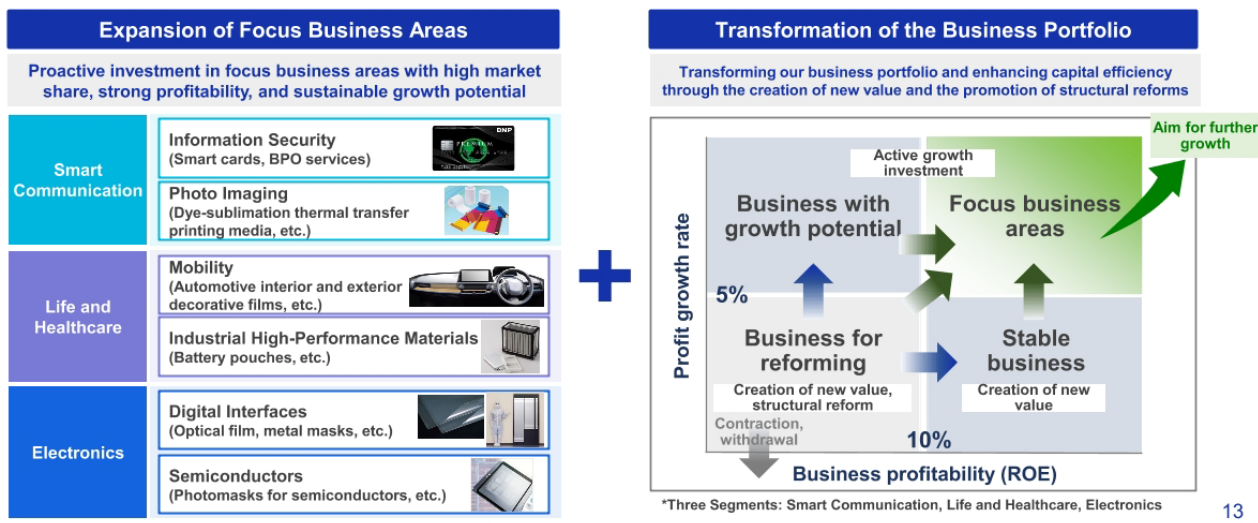 Expansion of Focus Business Areas
Proactive investment in focus business areas with high market
share, strong profitability, and sustainable growth potential
Smart
Communication
Information Security
(Smart cards, BPO services)
DNP
PREMIUM
Photo Imaging
(Dye-sublimation thermal transfer
printing media, etc.)
Life and
Healthcare
Mobility
(Automotive interior and exterior
decorative films, etc.)
Industrial High-Performance Materials
(Battery pouches, etc.)
Electronics
Digital Interfaces
(Optical film, metal masks, etc.)
Semiconductors
(Photomasks for semiconductors, etc.)
+
Transformation of the Business Portfolio
Transforming our business portfolio and enhancing capital efficiency
through the creation of new value and the promotion of structural reforms
Aim for further
growth
Active growth
investment
Business with
growth potential
Focus business
areas
Profit growth rate
5%
Business for
reforming
Creation of new value,
structural reform
Stable
business
Creation of new
value
Contraction,
withdrawal
10%
Business profitability (ROE)
*Three Segments: Smart Communication, Life and Healthcare, Electronics
13